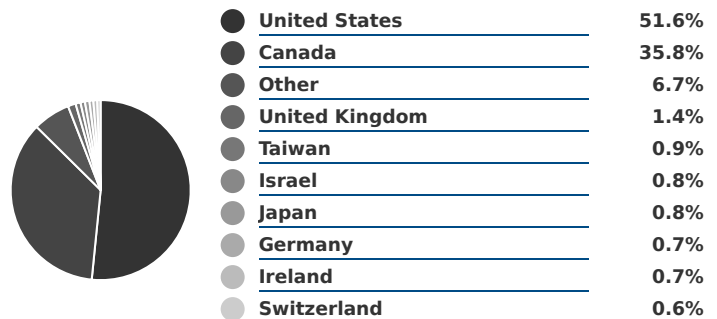 United States 51.6%
Canada 35.8%
Other 6.7%
United Kingdom 1.4%
Taiwan 0.9%
Israel 0.8%
Japan 0.8%
Germany 0.7%
Ireland 0.7%
Switzerland 0.6%